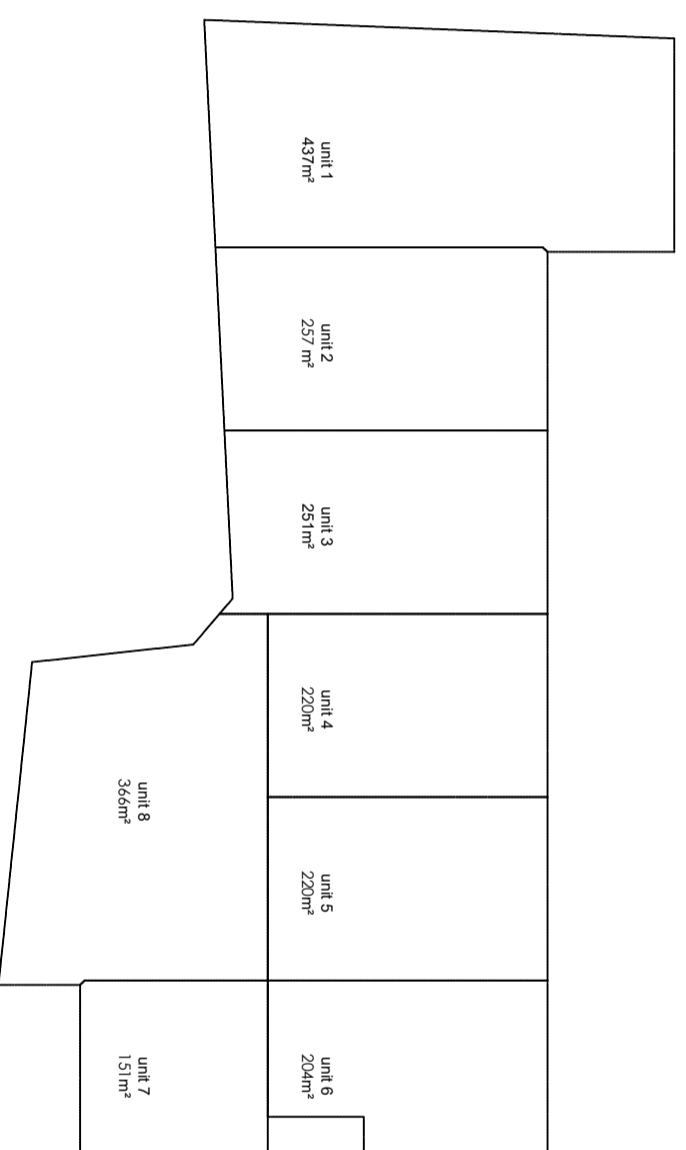 unit 1
437m²
unit 2
257 m²
unit 3
251m²
unit 4
220m²
unit 5
220m²
unit 8
366m²
unit 6
204m²
unit 7
151m²